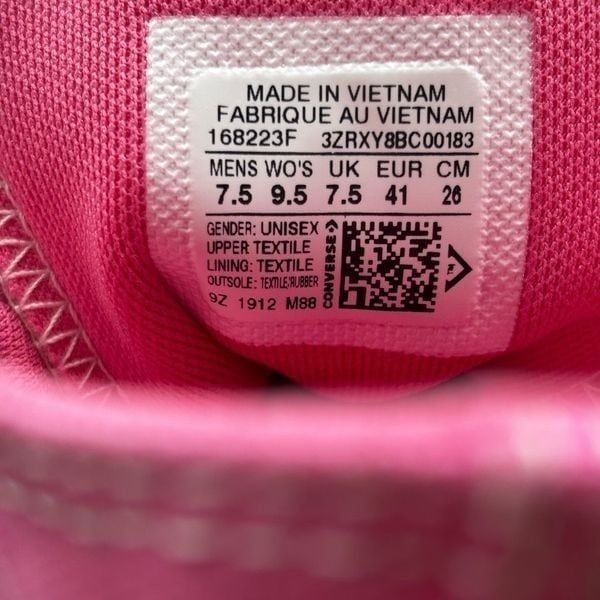 MADE IN VIETNAM
FABRIQUE AU VIETNAM
168223F 3ZRXY8BC00183
MENS WO'S UK EUR CM
7.5 9.5 7.5 41 26
GENDER: UNISEX
UPPER TEXTILE
LINING: TEXTILE
OUTSOLE: TEXTILE/RUBBER
9Z 1912 M88
CONVERSE